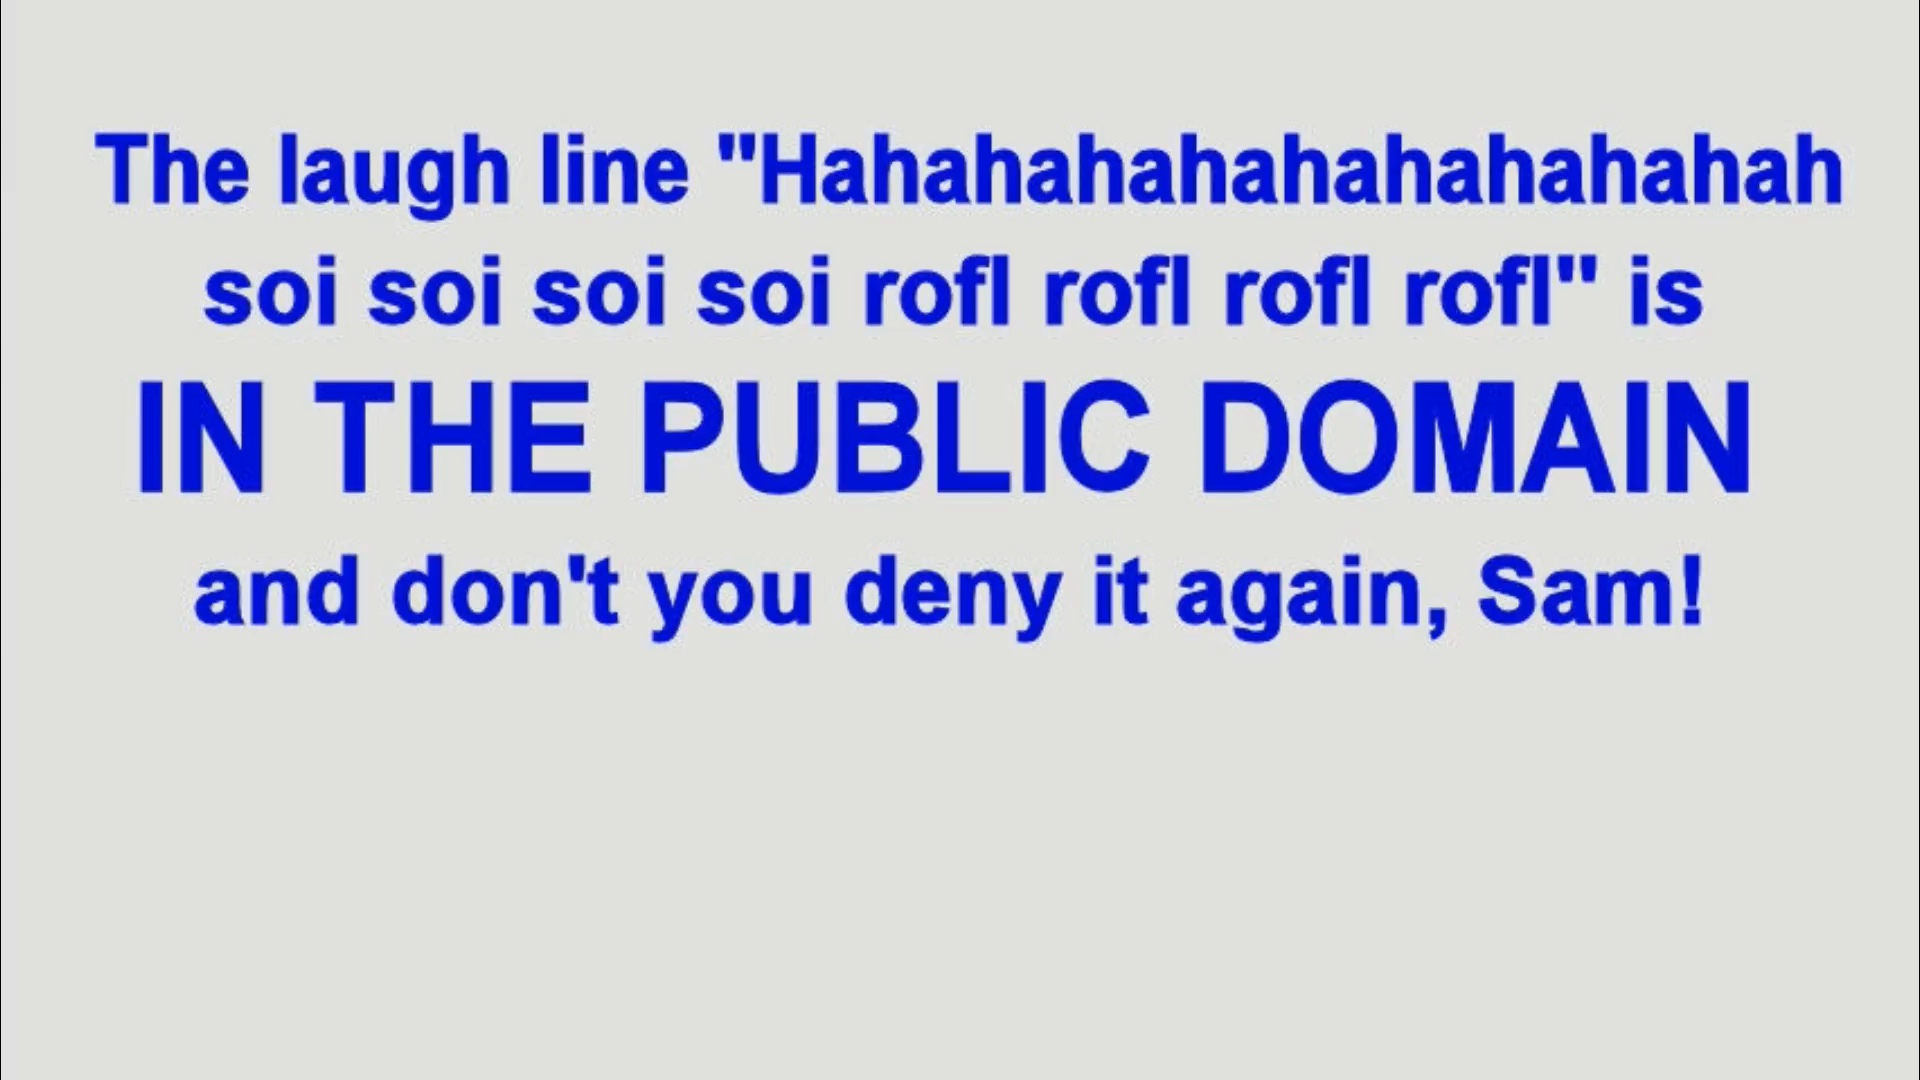 The laugh line "Hahahahahahahahahahah
soi soi soi soi rofl rofl rofl rofl" is
IN THE PUBLIC DOMAIN
and don't you deny it again, Sam!